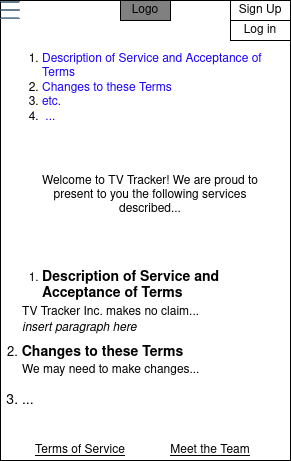 Logo
Sign Up
Log in
1. Description of Service and Acceptance of
Terms
2. Changes to these Terms
3. etc.
4. ...
Welcome to TV Tracker! We are proud to
present to you the following services
described...
1. Description of Service and
Acceptance of Terms
TV Tracker Inc. makes no claim...
insert paragraph here
2. Changes to these Terms
We may need to make changes...
3. ...
Terms of Service
Meet the Team